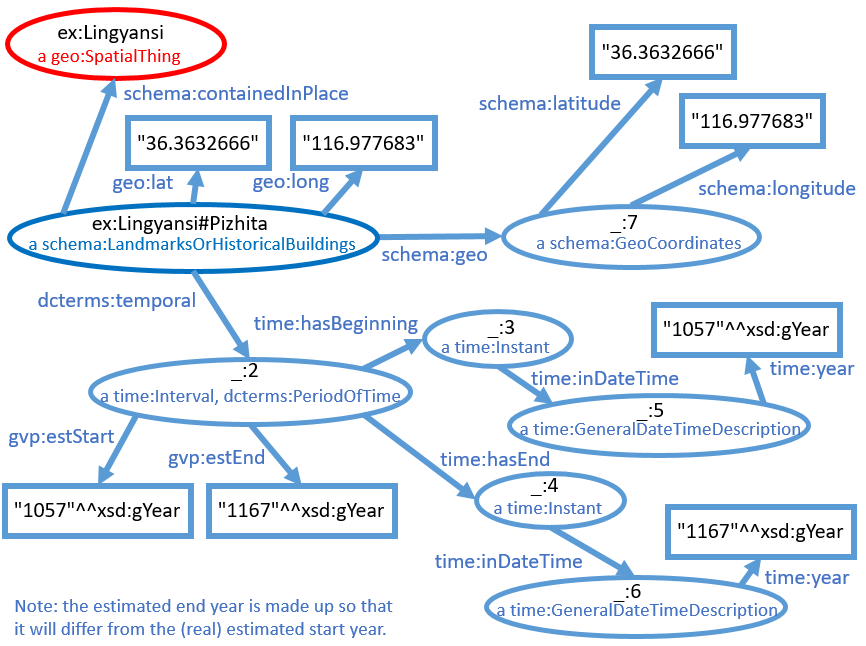 ex:Lingyansi
a geo:SpatialThing
schema:containedInPlace
"36.3632666"
"116.977683"
geo:lat
geo:long
"36.3632666"
schema:latitude
"116.977683"
schema:longitude
ex:Lingyansi#Pizhita
a schema:LandmarksOrHistoricalBuildings
schema:geo
_:7
a schema:GeoCoordinates
dcterms:temporal
time:hasBeginning
_:3
a time:Instant
"1057"^^xsd:gYear
time:year
time:inDateTime
_:2
a time:Interval, dcterms:PeriodOfTime
_:5
a time:GeneralDateTimeDescription
gvp:estStart
gvp:estEnd
time:hasEnd
"1057"^^xsd:gYear
"1167"^^xsd:gYear
_:4
a time:Instant
"1167"^^xsd:gYear
time:inDateTime
time:year
_:6
a time:GeneralDateTimeDescription
Note: the estimated end year is made up so that
it will differ from the (real) estimated start year.